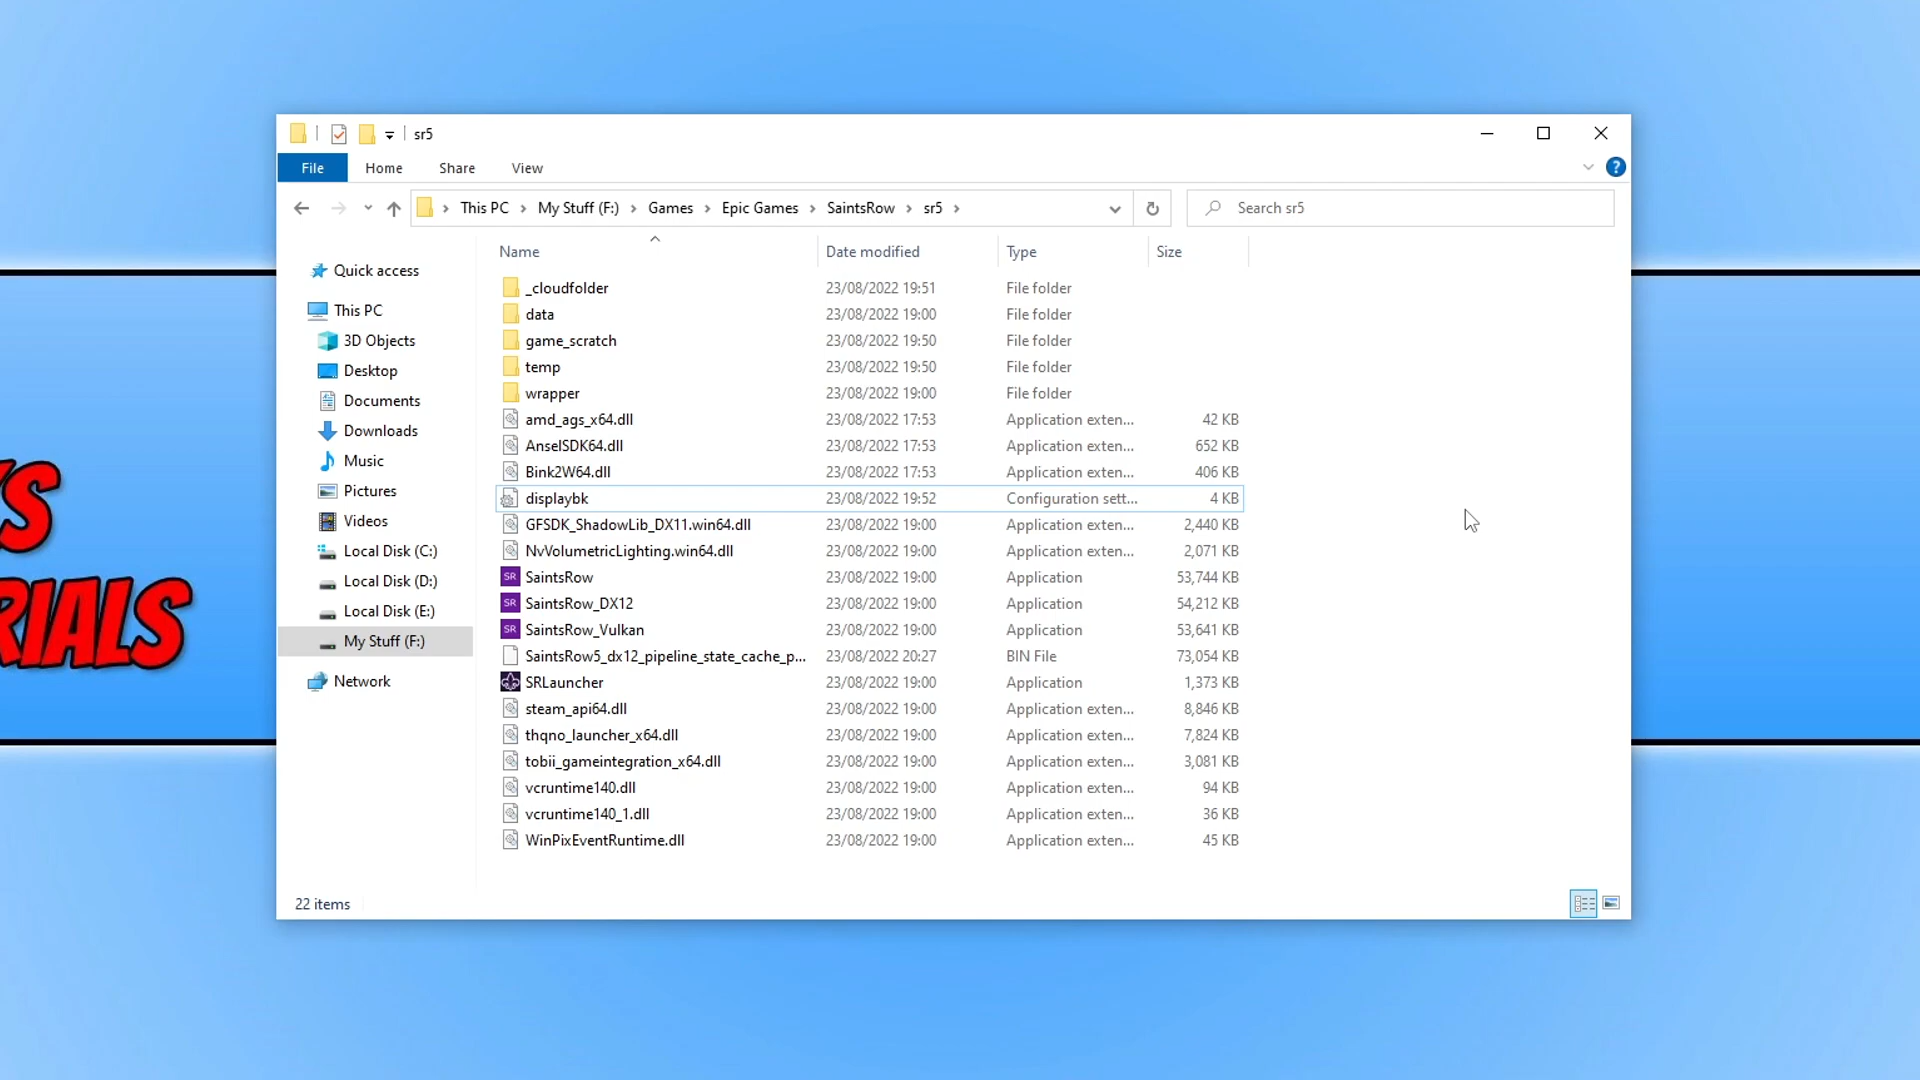 sr5
File Home Share View
This PC > My Stuff (F:) > Games > Epic Games > SaintsRow > sr5 >
Search sr5
Name Date modified Type Size
Quick access
This PC
3D Objects
Desktop
Documents
Downloads
Music
Pictures
Videos
Local Disk (C:)
Local Disk (D:)
Local Disk (E:)
My Stuff (F:)
Network
_cloudfolder 23/08/2022 19:51 File folder
data 23/08/2022 19:00 File folder
game_scratch 23/08/2022 19:50 File folder
temp 23/08/2022 19:50 File folder
wrapper 23/08/2022 19:00 File folder
amd_ags_x64.dll 23/08/2022 17:53 Application exten... 42 KB
AnselSDK64.dll 23/08/2022 17:53 Application exten... 652 KB
Bink2W64.dll 23/08/2022 17:53 Application exten... 406 KB
displaybk 23/08/2022 19:52 Configuration sett... 4 KB
GFSDK_ShadowLib_DX11.win64.dll 23/08/2022 19:00 Application exten... 2,440 KB
NvVolumetricLighting.win64.dll 23/08/2022 19:00 Application exten... 2,071 KB
SR SaintsRow 23/08/2022 19:00 Application 53,744 KB
SR SaintsRow_DX12 23/08/2022 19:00 Application 54,212 KB
SR SaintsRow_Vulkan 23/08/2022 19:00 Application 53,641 KB
SaintsRow5_dx12_pipeline_state_cache_p... 23/08/2022 20:27 BIN File 73,054 KB
SRLauncher 23/08/2022 19:00 Application 1,373 KB
steam_api64.dll 23/08/2022 19:00 Application exten... 8,846 KB
thqno_launcher_x64.dll 23/08/2022 19:00 Application exten... 7,824 KB
tobii_gameintegration_x64.dll 23/08/2022 19:00 Application exten... 3,081 KB
vcruntime140.dll 23/08/2022 19:00 Application exten... 94 KB
vcruntime140_1.dll 23/08/2022 19:00 Application exten... 36 KB
WinPixEventRuntime.dll 23/08/2022 19:00 Application exten... 45 KB
22 items